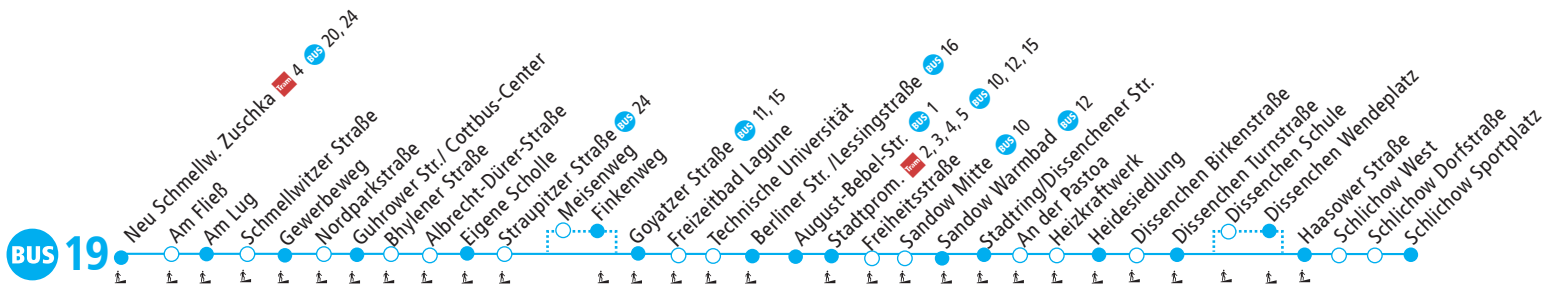 BUS 19
Neu Schmellw. Zuschka Tram 4 BUS 20, 24
Am Fließ
Am Lug
Schmellwitzer Straße
Gewerbeweg
Nordparkstraße
Guhrower Str./ Cottbus-Center
Bhylener Straße
Albrecht-Dürer-Straße
Eigene Scholle
Straupitzer Straße BUS 24
Meisenweg
Finkenweg
Goyatzer Straße BUS 11, 15
Freizeitbad Lagune
Technische Universität
Berliner Str. /Lessingstraße BUS 16
August-Bebel-Str. BUS 1
Stadtprom. Tram 2, 3, 4, 5 BUS 10, 12, 15
Freiheitsstraße
Sandow Mitte BUS 10
Sandow Warmbad BUS 12
Stadtring/Dissenchener Str.
An der Pastoa
Heizkraftwerk
Heidesiedlung
Dissenchen Birkenstraße
Dissenchen Turnstraße
Dissenchen Schule
Dissenchen Wendeplatz
Haasower Straße
Schlichow West
Schlichow Dorfstraße
Schlichow Sportplatz